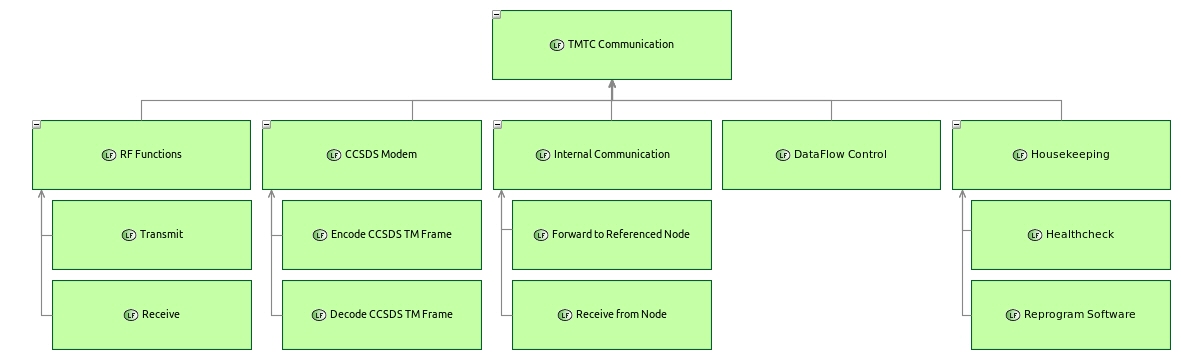 LF TMTC Communication
LF RF Functions
LF CCSDS Modem
LF Internal Communication
LF DataFlow Control
LF Housekeeping
LF Transmit
LF Encode CCSDS TM Frame
LF Forward to Referenced Node
LF Healthcheck
LF Receive
LF Decode CCSDS TM Frame
LF Receive from Node
LF Reprogram Software